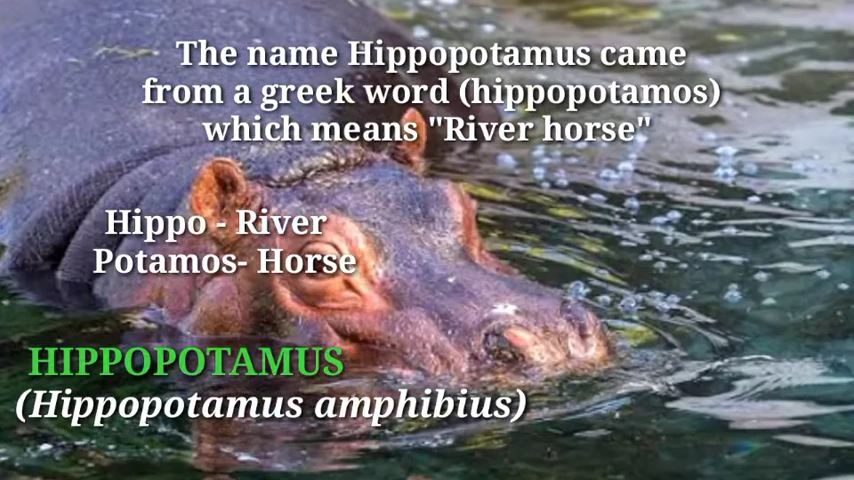 The name Hippopotamus came
from a greek word (hippopotamos)
which means "River horse"
Hippo - River
Potamos- Horse
HIPPOPOTAMUS
(Hippopotamus amphibius)